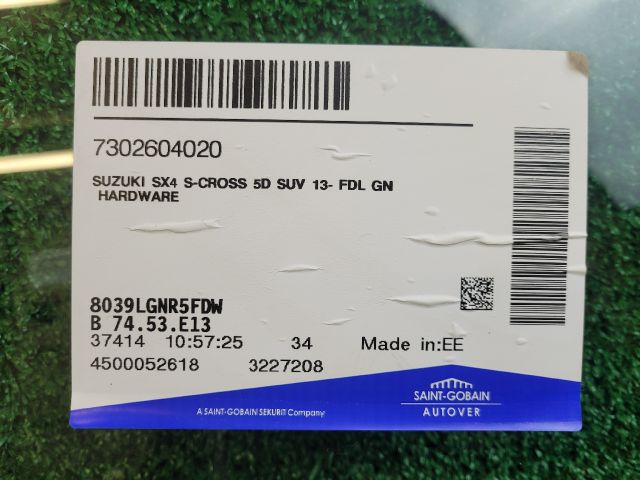 7302604020
SUZUKI SX4 S-CROSS 5D SUV 13- FDL GN
HARDWARE
8039LGNR5FDW
B 74.53.E13
37414 10:57:25 34 Made in:EE
4500052618 3227208
A SAINT-GOBAIN SEKURIT Company
SAINT-GOBAIN
AUTOVER